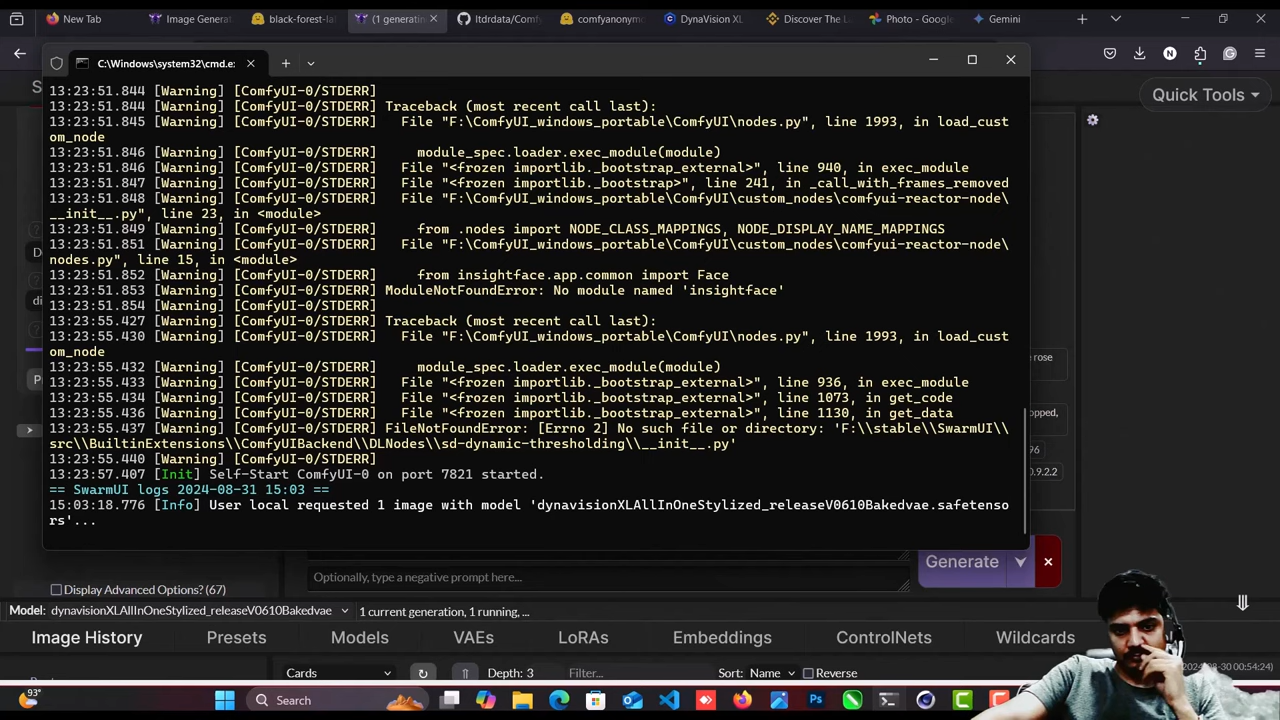 New Tab
Image Genera
black-forest-la
(1 generatin
ltdrdata/Comfy
comfyanonymo
DynaVision XL
Discover The L
Photo - Google
Gemini
C:\Windows\system32\cmd.e
Quick Tools
13:23:51.844 [Warning] [ComfyUI-0/STDERR]
13:23:51.844 [Warning] [ComfyUI-0/STDERR] Traceback (most recent call last):
13:23:51.845 [Warning] [ComfyUI-0/STDERR]   File "F:\ComfyUI_windows_portable\ComfyUI\nodes.py", line 1993, in load_cust
om_node
13:23:51.846 [Warning] [ComfyUI-0/STDERR]     module_spec.loader.exec_module(module)
13:23:51.846 [Warning] [ComfyUI-0/STDERR]   File "<frozen importlib._bootstrap_external>", line 940, in exec_module
13:23:51.847 [Warning] [ComfyUI-0/STDERR]   File "<frozen importlib._bootstrap>", line 241, in _call_with_frames_removed
13:23:51.848 [Warning] [ComfyUI-0/STDERR]   File "F:\ComfyUI_windows_portable\ComfyUI\custom_nodes\comfyui-reactor-node\
__init__.py", line 23, in <module>
13:23:51.849 [Warning] [ComfyUI-0/STDERR]     from .nodes import NODE_CLASS_MAPPINGS, NODE_DISPLAY_NAME_MAPPINGS
13:23:51.851 [Warning] [ComfyUI-0/STDERR]   File "F:\ComfyUI_windows_portable\ComfyUI\custom_nodes\comfyui-reactor-node\
nodes.py", line 15, in <module>
13:23:51.852 [Warning] [ComfyUI-0/STDERR]     from insightface.app.common import Face
13:23:51.853 [Warning] [ComfyUI-0/STDERR] ModuleNotFoundError: No module named 'insightface'
13:23:51.854 [Warning] [ComfyUI-0/STDERR]
13:23:55.427 [Warning] [ComfyUI-0/STDERR] Traceback (most recent call last):
13:23:55.430 [Warning] [ComfyUI-0/STDERR]   File "F:\ComfyUI_windows_portable\ComfyUI\nodes.py", line 1993, in load_cust
om_node
13:23:55.432 [Warning] [ComfyUI-0/STDERR]     module_spec.loader.exec_module(module)
13:23:55.433 [Warning] [ComfyUI-0/STDERR]   File "<frozen importlib._bootstrap_external>", line 936, in exec_module
13:23:55.434 [Warning] [ComfyUI-0/STDERR]   File "<frozen importlib._bootstrap_external>", line 1073, in get_code
13:23:55.436 [Warning] [ComfyUI-0/STDERR]   File "<frozen importlib._bootstrap_external>", line 1130, in get_data
13:23:55.437 [Warning] [ComfyUI-0/STDERR] FileNotFoundError: [Errno 2] No such file or directory: 'F:\\stable\\SwarmUI\\
src\\BuiltinExtensions\\ComfyUIBackend\\DLNodes\\sd-dynamic-thresholding\\__init__.py'
13:23:55.440 [Warning] [ComfyUI-0/STDERR]
13:23:57.407 [Init] Self-Start ComfyUI-0 on port 7821 started.
== SwarmUI logs 2024-08-31 15:03 ==
15:03:18.776 [Info] User local requested 1 image with model 'dynavisionXLAllInOneStylized_releaseV0610Bakedvae.safetenso
rs'...
e rose
opped,
96
0.9.2.2
Generate
Optionally, type a negative prompt here...
Display Advanced Options? (67)
Model: dynavisionXLAllInOneStylized_releaseV0610Bakedvae
1 current generation, 1 running, ...
Image History
Presets
Models
VAEs
LoRAs
Embeddings
ControlNets
Wildcards
Cards
Depth: 3
Filter...
Sort: Name
Reverse
2024-08-30 00:54:24)
93°
Search